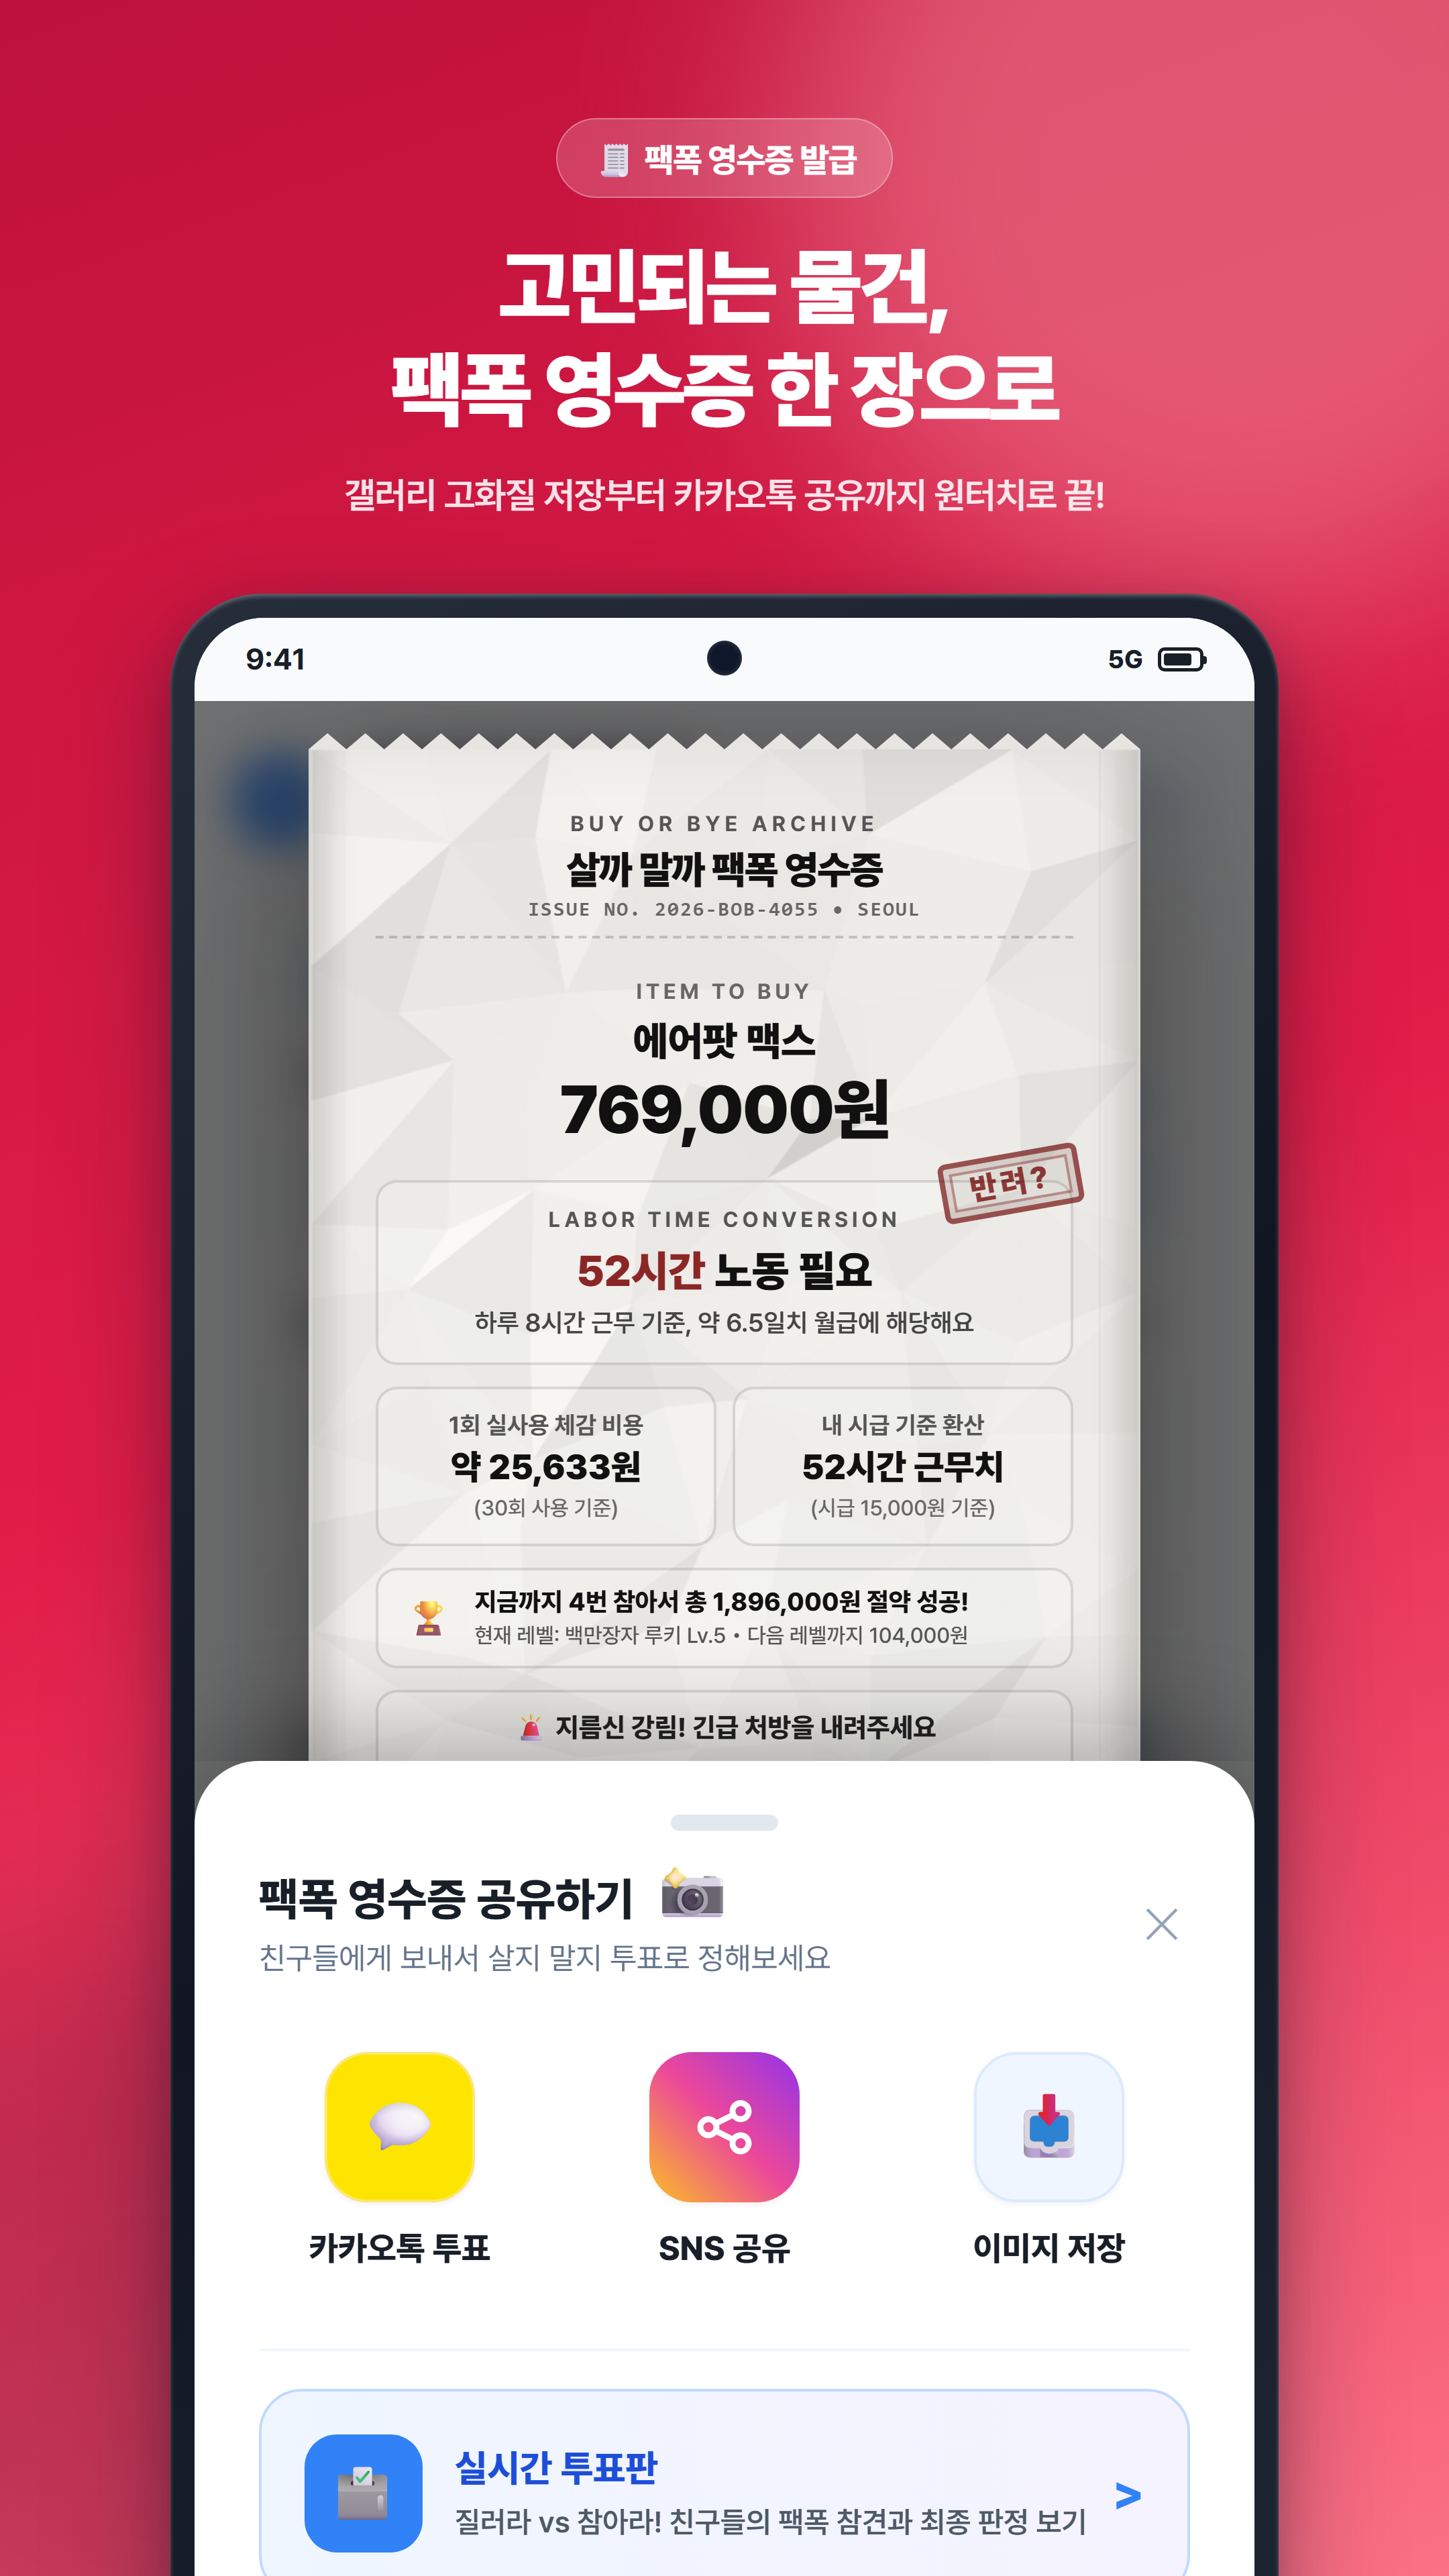 팩폭 영수증 발급
고민되는 물건,
팩폭 영수증 한 장으로
갤러리 고화질 저장부터 카카오톡 공유까지 원터치로 끝!
9:41
5G
BUY OR BYE ARCHIVE
살까 말까 팩폭 영수증
ISSUE NO. 2026-BOB-4055 • SEOUL
ITEM TO BUY
에어팟 맥스
769,000원
반려?
LABOR TIME CONVERSION
52시간 노동 필요
하루 8시간 근무 기준, 약 6.5일치 월급에 해당해요
1회 실사용 체감 비용
약 25,633원
(30회 사용 기준)
내 시급 기준 환산
52시간 근무치
(시급 15,000원 기준)
지금까지 4번 참아서 총 1,896,000원 절약 성공!
현재 레벨: 백만장자 루키 Lv.5 • 다음 레벨까지 104,000원
지름신 강림! 긴급 처방을 내려주세요
팩폭 영수증 공유하기
친구들에게 보내서 살지 말지 투표로 정해보세요
카카오톡 투표
SNS 공유
이미지 저장
실시간 투표판
질러라 vs 참아라! 친구들의 팩폭 참견과 최종 판정 보기
>